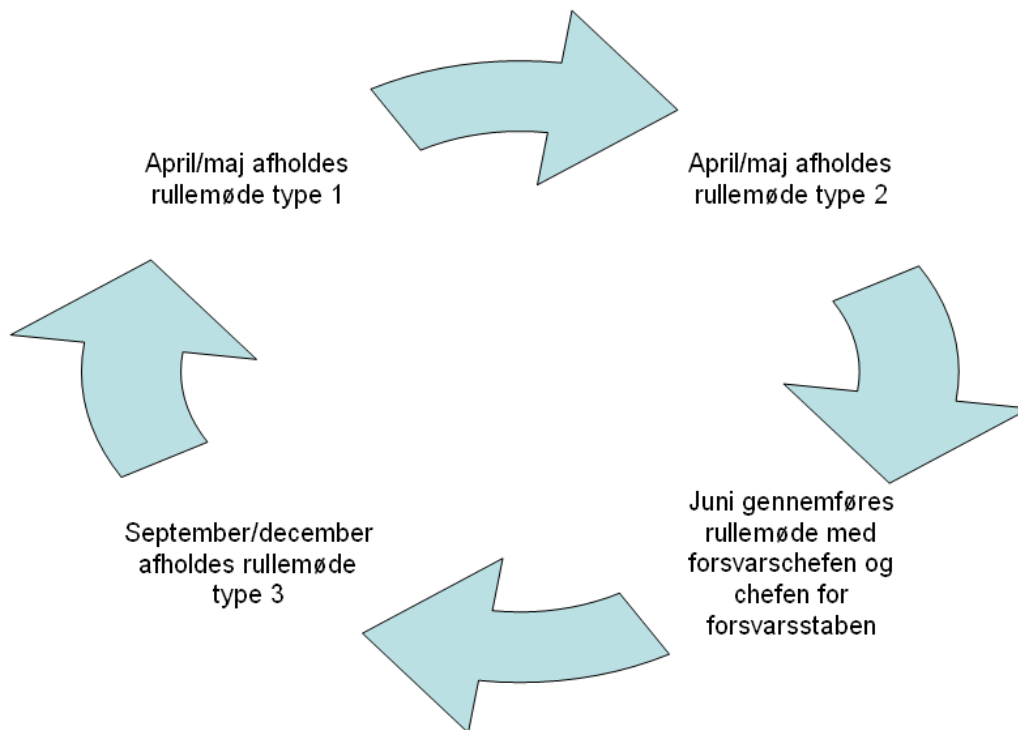 April/maj afholdes
rullemøde type 1
April/maj afholdes
rullemøde type 2
Juni gennemføres
rullemøde med
forsvarschefen og
chefen for
forsvarsstaben
September/december
afholdes rullemøde
type 3